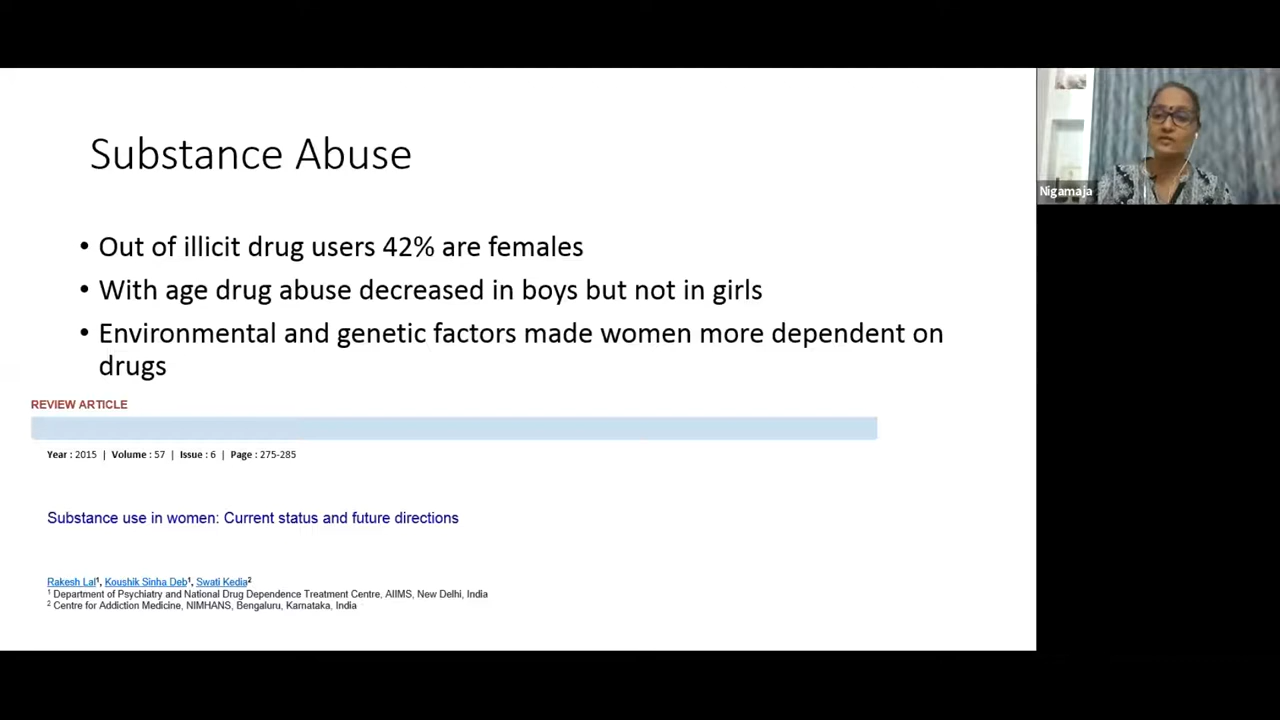 Substance Abuse
• Out of illicit drug users 42% are females
• With age drug abuse decreased in boys but not in girls
• Environmental and genetic factors made women more dependent on
drugs
REVIEW ARTICLE
Year : 2015 | Volume : 57 | Issue : 6 | Page : 275-285
Substance use in women: Current status and future directions
Rakesh Lal¹, Koushik Sinha Deb¹, Swati Kedia²
¹ Department of Psychiatry and National Drug Dependence Treatment Centre, AIIMS, New Delhi, India
² Centre for Addiction Medicine, NIMHANS, Bengaluru, Karnataka, India
Nigamaja